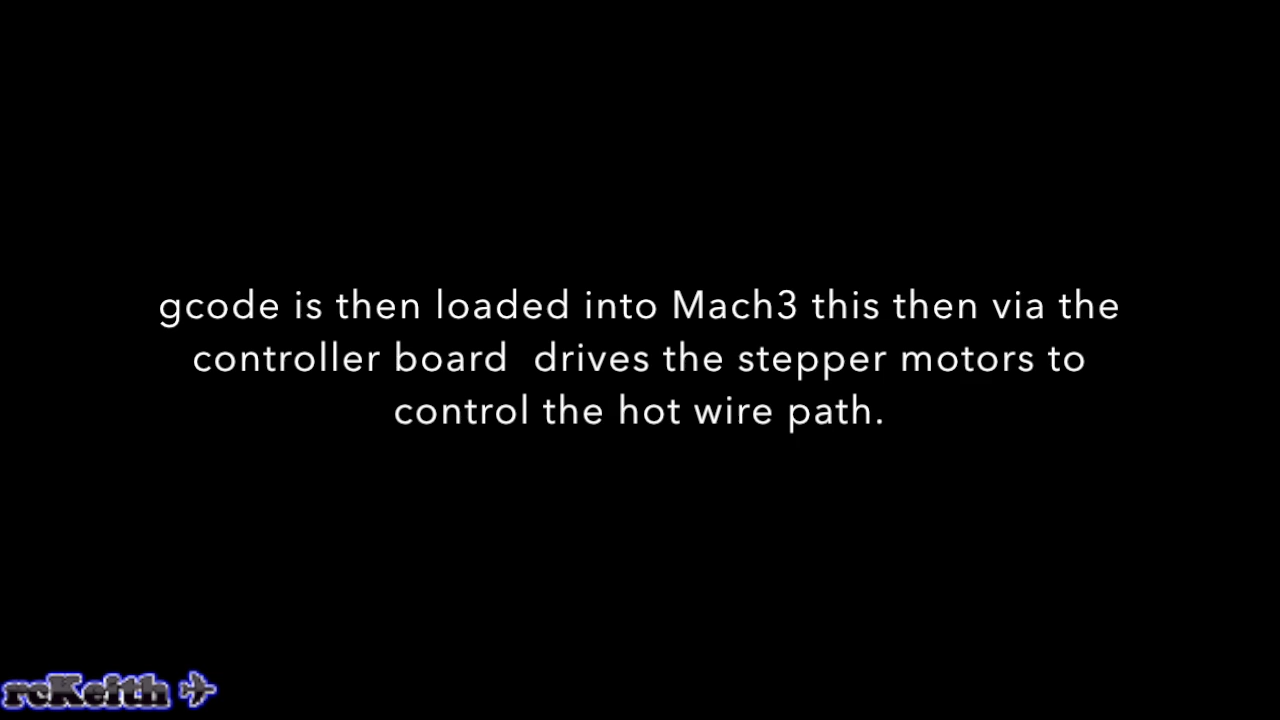 gcode is then loaded into Mach3 this then via the
controller board  drives the stepper motors to
control the hot wire path.
rcKeith